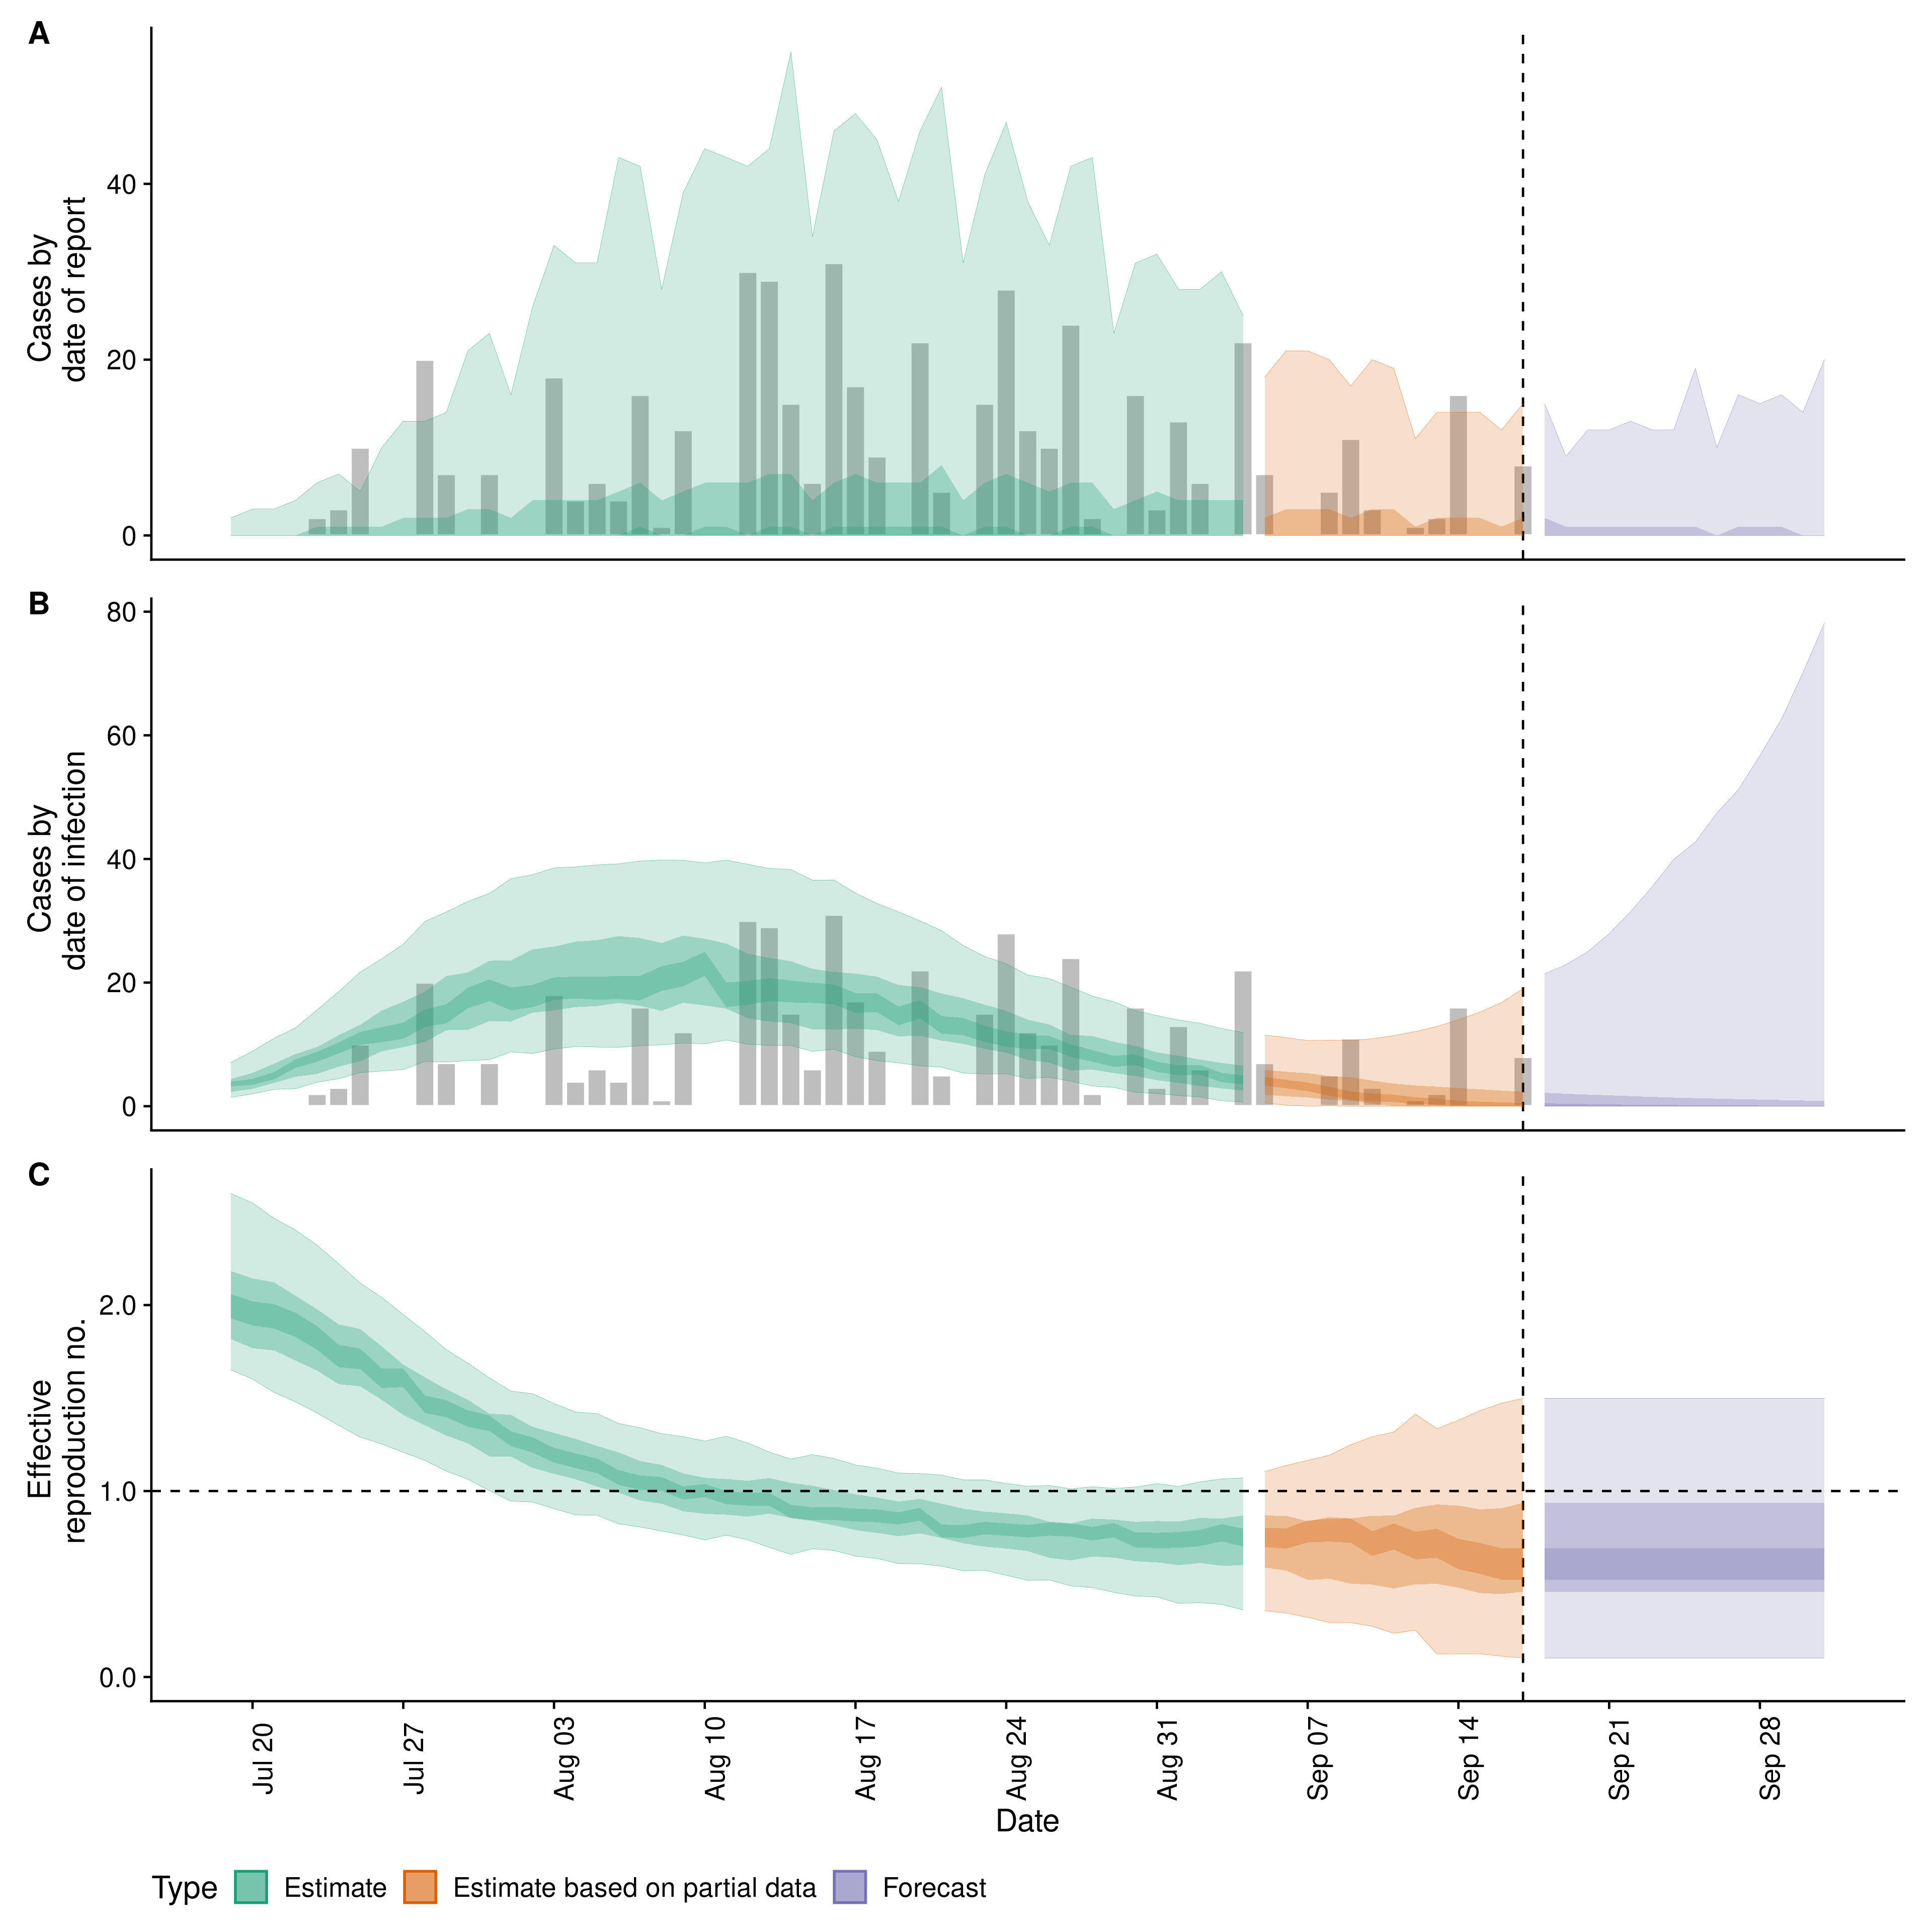 A
Cases by
date of report
40
20
0
B
Cases by
date of infection
80
60
40
20
0
C
Effective
reproduction no.
2.0
1.0
0.0
Jul 20
Jul 27
Aug 03
Aug 10
Aug 17
Aug 24
Aug 31
Sep 07
Sep 14
Sep 21
Sep 28
Date
Type
Estimate
Estimate based on partial data
Forecast